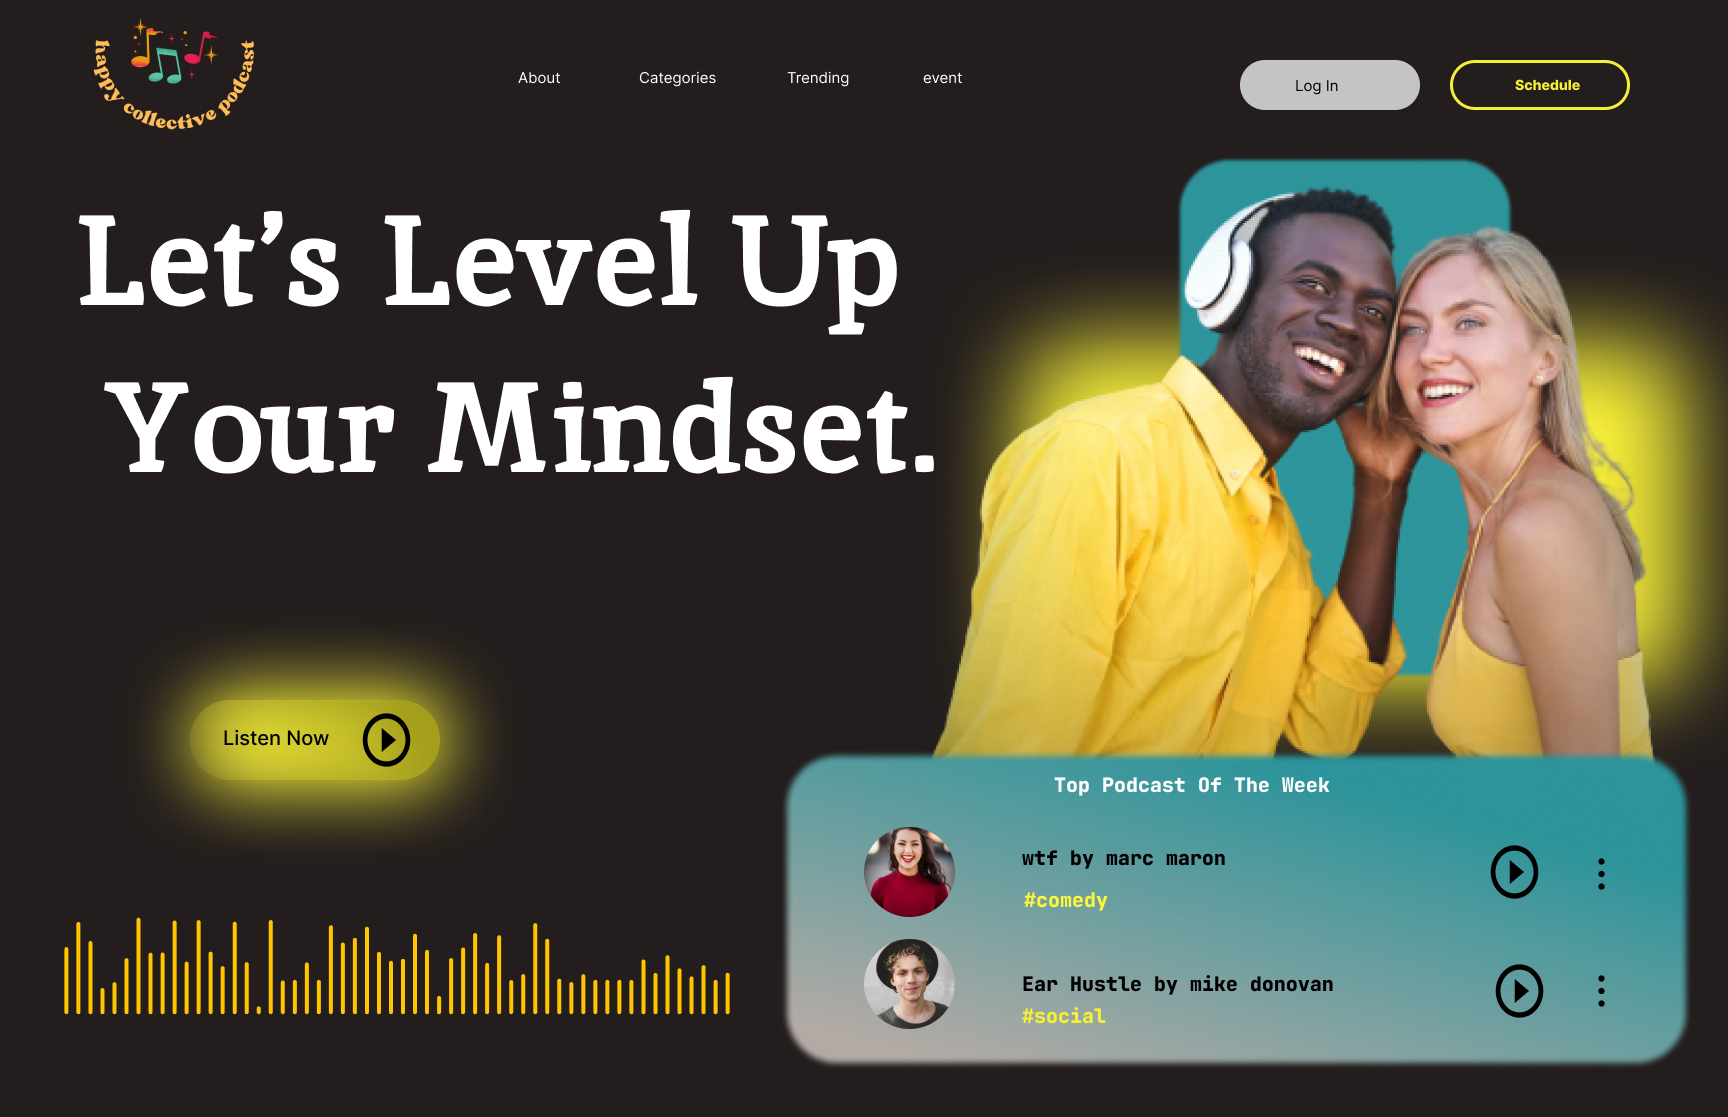 happy collective podcast
About
Categories
Trending
event
Log In
Schedule
Let's Level Up
Your Mindset.
Listen Now
Top Podcast Of The Week
wtf by marc maron
#comedy
Ear Hustle by mike donovan
#social